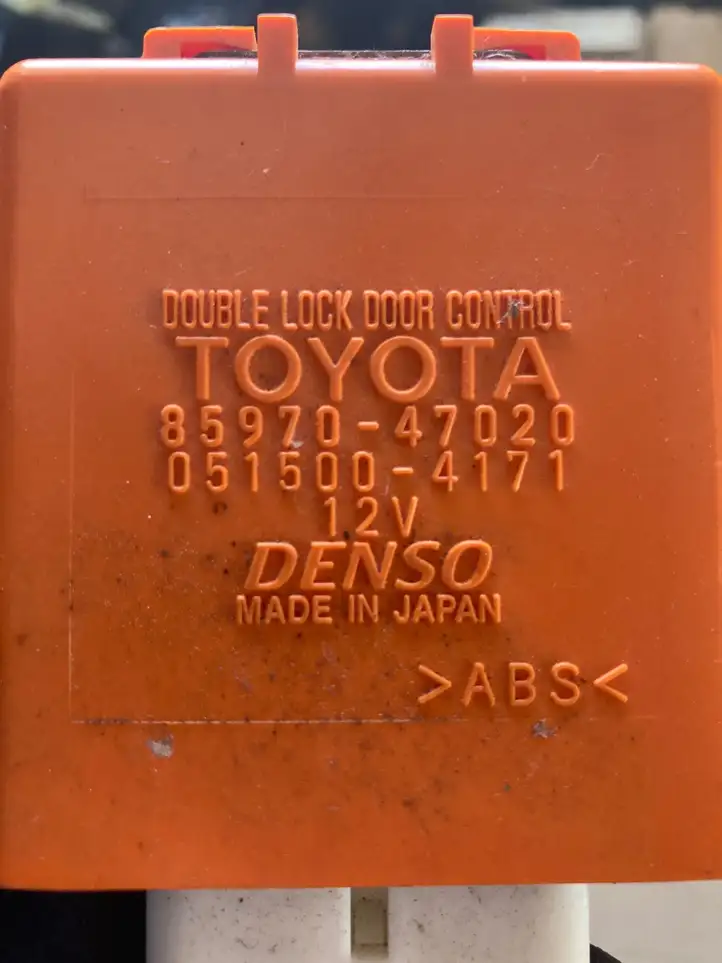 DOUBLE LOCK DOOR CONTROL
TOYOTA
85970-47020
051500-4171
12V
DENSO
MADE IN JAPAN
>ABS<